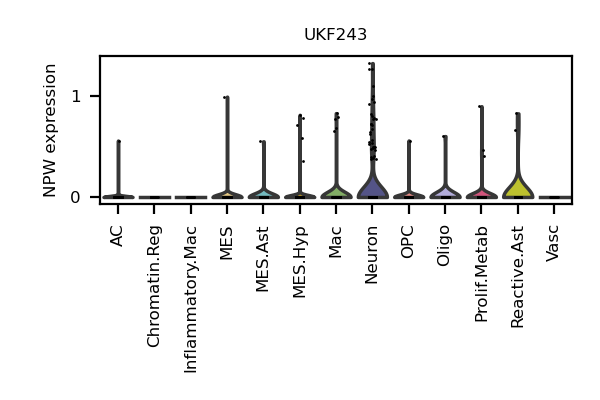 UKF243
NPW expression
1
0
AC
Chromatin.Reg
Inflammatory.Mac
MES
MES.Ast
MES.Hyp
Mac
Neuron
OPC
Oligo
Prolif.Metab
Reactive.Ast
Vasc